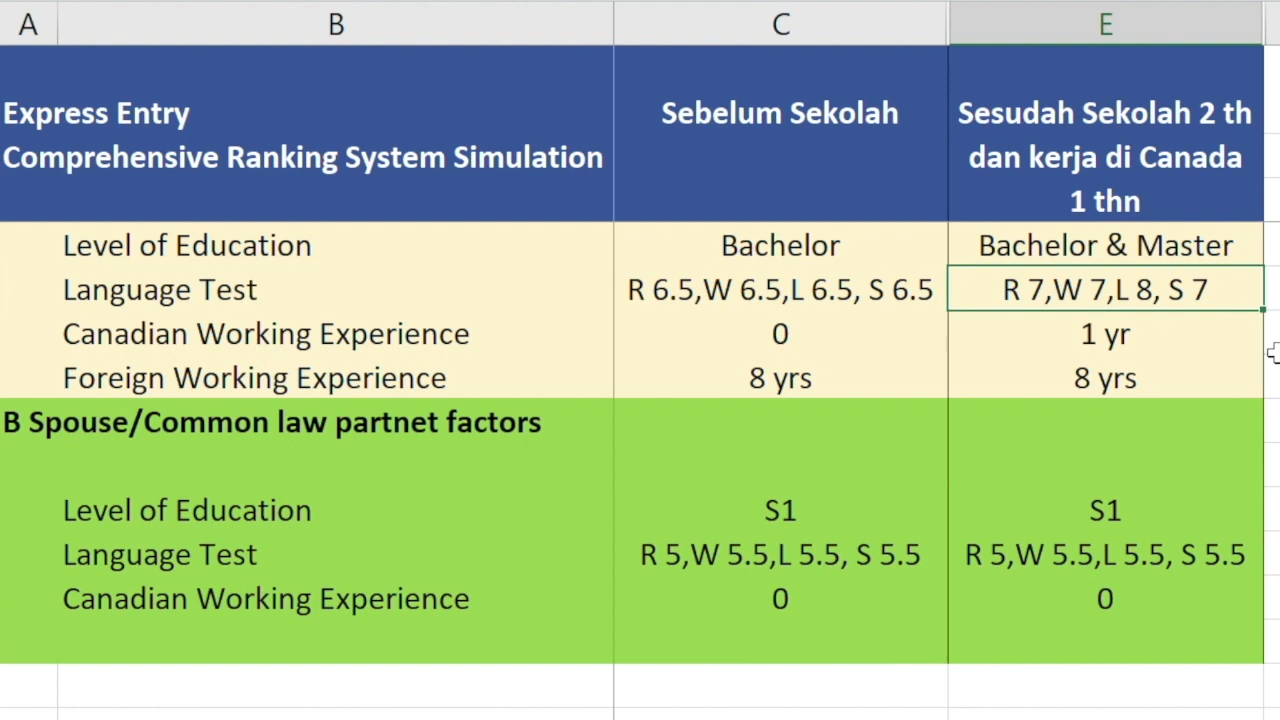 A B C E
Express Entry
Comprehensive Ranking System Simulation
Sebelum Sekolah
Sesudah Sekolah 2 th
dan kerja di Canada
1 thn
Level of Education Bachelor Bachelor & Master
Language Test R 6.5,W 6.5,L 6.5, S 6.5 R 7,W 7,L 8, S 7
Canadian Working Experience 0 1 yr
Foreign Working Experience 8 yrs 8 yrs
B Spouse/Common law partnet factors
Level of Education S1 S1
Language Test R 5,W 5.5,L 5.5, S 5.5 R 5,W 5.5,L 5.5, S 5.5
Canadian Working Experience 0 0